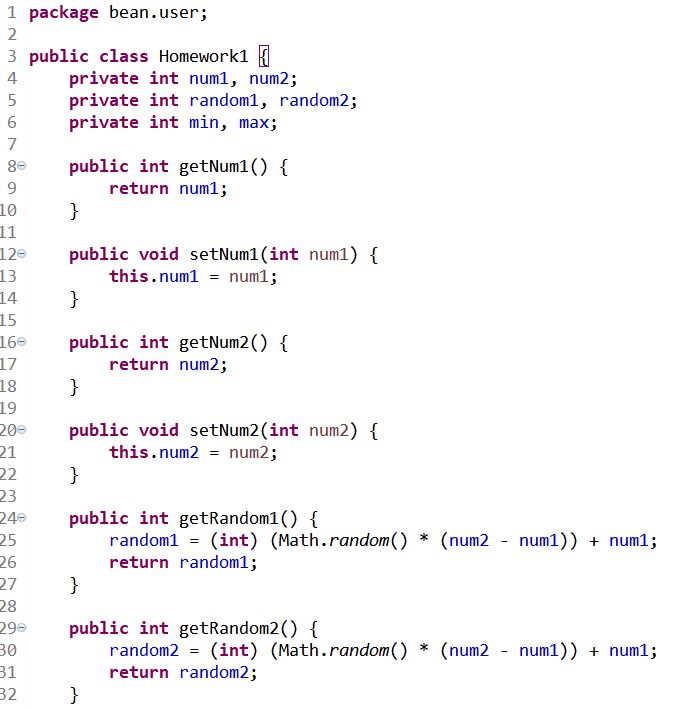 1 package bean.user;
2
3 public class Homework1 {
4     private int num1, num2;
5     private int random1, random2;
6     private int min, max;
7
8     public int getNum1() {
9         return num1;
10     }
11
12     public void setNum1(int num1) {
13         this.num1 = num1;
14     }
15
16     public int getNum2() {
17         return num2;
18     }
19
20     public void setNum2(int num2) {
21         this.num2 = num2;
22     }
23
24     public int getRandom1() {
25         random1 = (int) (Math.random() * (num2 - num1)) + num1;
26         return random1;
27     }
28
29     public int getRandom2() {
30         random2 = (int) (Math.random() * (num2 - num1)) + num1;
31         return random2;
32     }